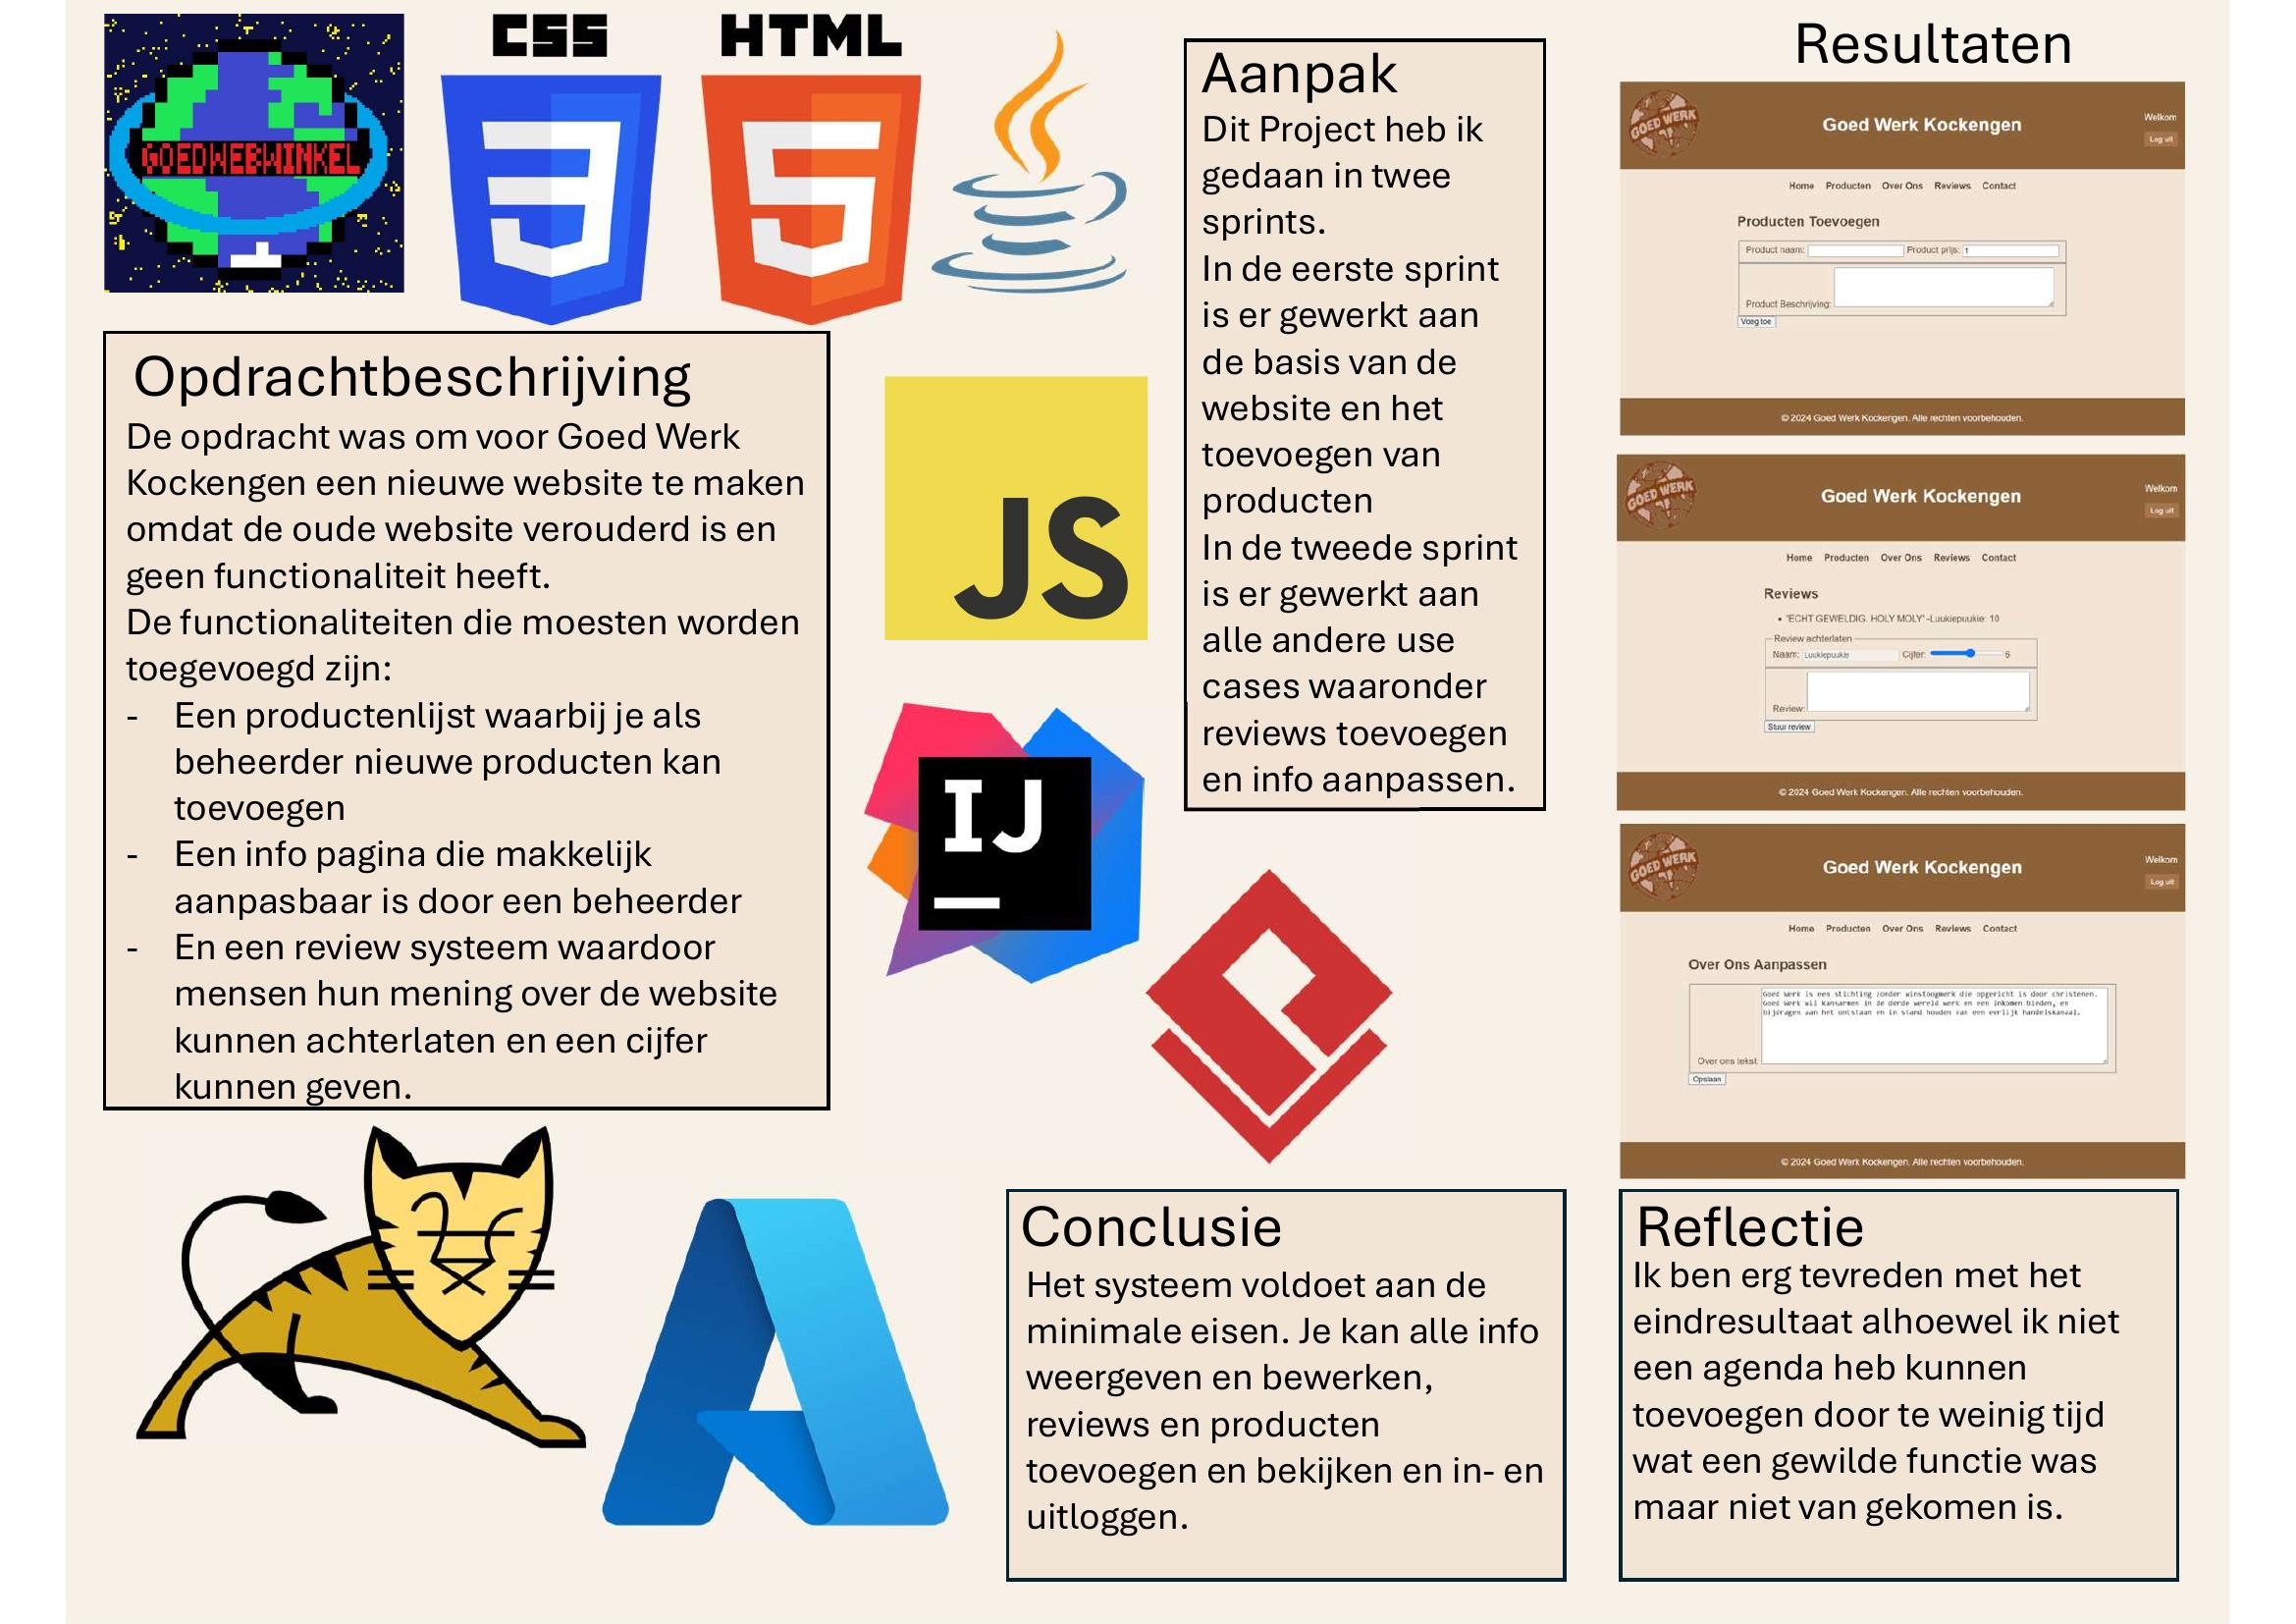 GOEDWEBWINKEL
CSS
HTML
Opdrachtbeschrijving
De opdracht was om voor Goed Werk
Kockengen een nieuwe website te maken
omdat de oude website verouderd is en
geen functionaliteit heeft.
De functionaliteiten die moesten worden
toegevoegd zijn:
- Een productenlijst waarbij je als
beheerder nieuwe producten kan
toevoegen
- Een info pagina die makkelijk
aanpasbaar is door een beheerder
- En een review systeem waardoor
mensen hun mening over de website
kunnen achterlaten en een cijfer
kunnen geven.
JS
IJ
Aanpak
Dit Project heb ik
gedaan in twee
sprints.
In de eerste sprint
is er gewerkt aan
de basis van de
website en het
toevoegen van
producten
In de tweede sprint
is er gewerkt aan
alle andere use
cases waaronder
reviews toevoegen
en info aanpassen.
Resultaten
GOED WERK
Goed Werk Kockengen
Welkom
Log uit
Home Producten Over Ons Reviews Contact
Producten Toevoegen
Product naam: Product prijs: 1
Product Beschrijving:
Voeg toe
© 2024 Goed Werk Kockengen. Alle rechten voorbehouden.
GOED WERK
Goed Werk Kockengen
Welkom
Log uit
Home Producten Over Ons Reviews Contact
Reviews
• "ECHT GEWELDIG. HOLY MOLY" -Luukiepuukie: 10
Review achterlaten
Naam: Luukiepuukie Cijfer: 6
Review:
Stuur review
© 2024 Goed Werk Kockengen. Alle rechten voorbehouden.
GOED WERK
Goed Werk Kockengen
Welkom
Log uit
Home Producten Over Ons Reviews Contact
Over Ons Aanpassen
Goed Werk is een stichting zonder winstoogmerk die opgericht is door christenen.
Goed Werk wil kansarmen in de derde wereld werk en een inkomen bieden, en
bijdragen aan het ontstaan en in stand houden van een eerlijk handelskanaal.
Over ons tekst:
Opslaan
© 2024 Goed Werk Kockengen. Alle rechten voorbehouden.
Conclusie
Het systeem voldoet aan de
minimale eisen. Je kan alle info
weergeven en bewerken,
reviews en producten
toevoegen en bekijken en in- en
uitloggen.
Reflectie
Ik ben erg tevreden met het
eindresultaat alhoewel ik niet
een agenda heb kunnen
toevoegen door te weinig tijd
wat een gewilde functie was
maar niet van gekomen is.